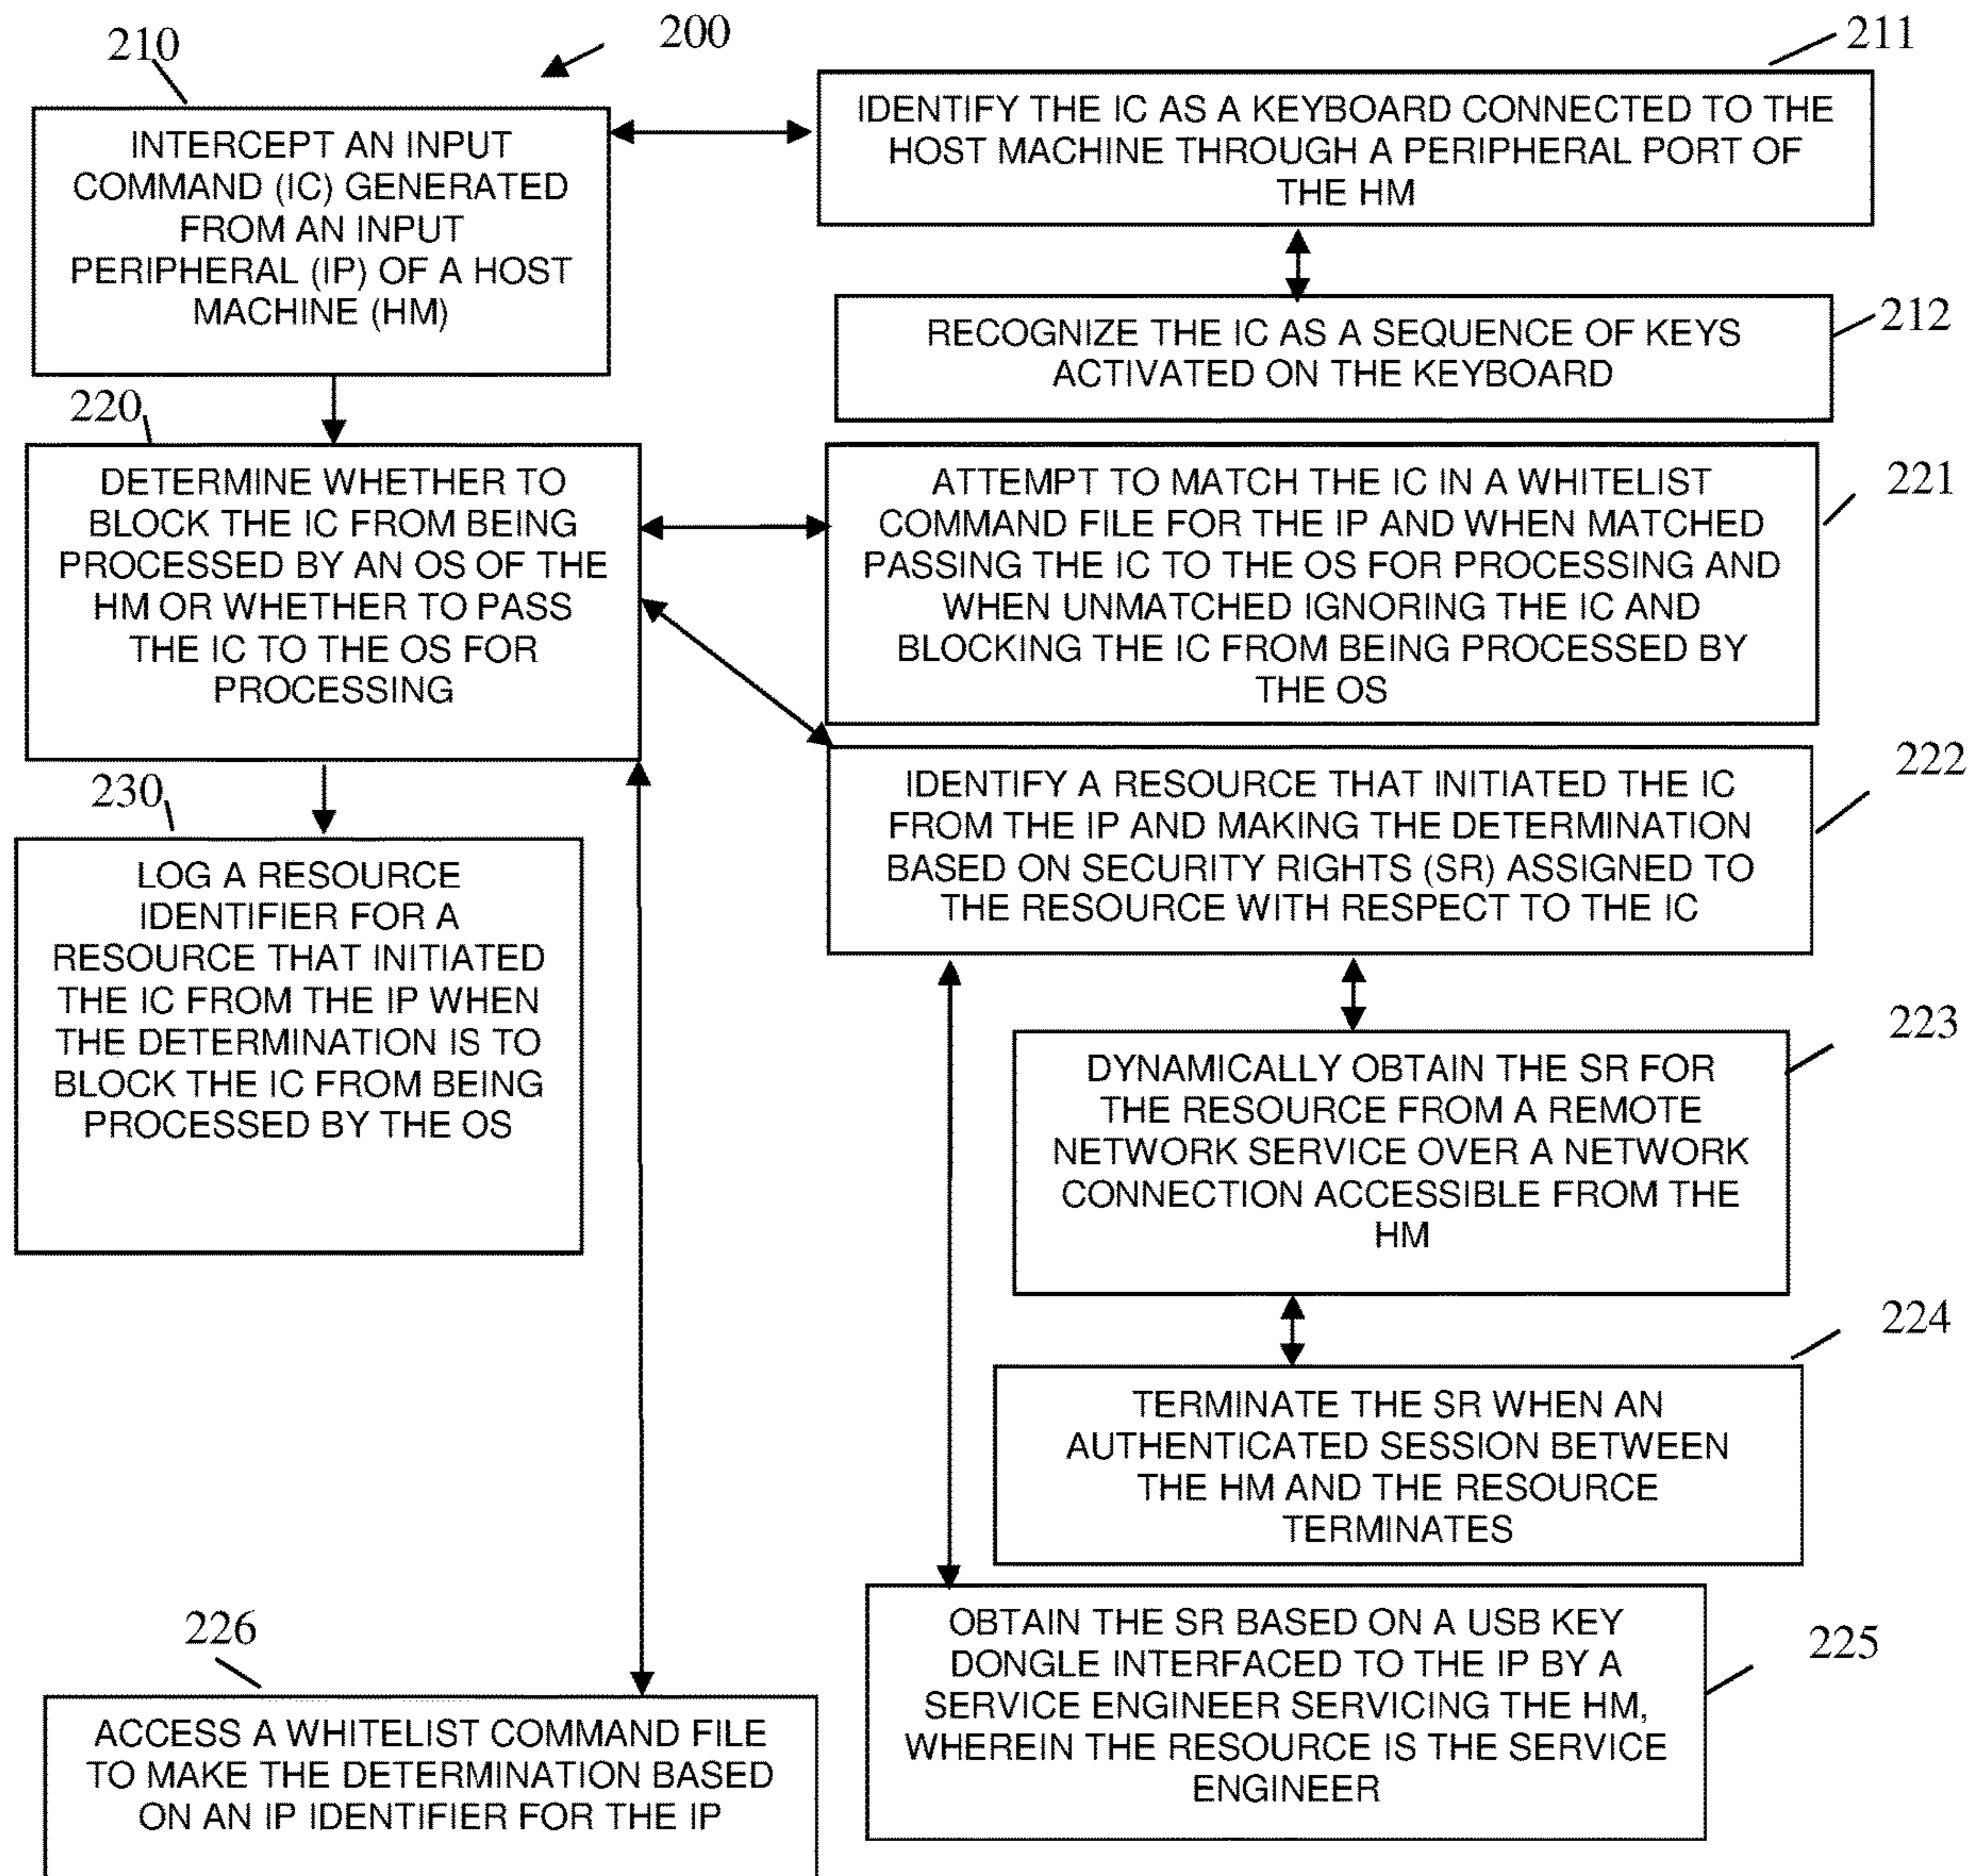 200
210
INTERCEPT AN INPUT
COMMAND (IC) GENERATED
FROM AN INPUT
PERIPHERAL (IP) OF A HOST
MACHINE (HM)
211
IDENTIFY THE IC AS A KEYBOARD CONNECTED TO THE
HOST MACHINE THROUGH A PERIPHERAL PORT OF
THE HM
212
RECOGNIZE THE IC AS A SEQUENCE OF KEYS
ACTIVATED ON THE KEYBOARD
220
DETERMINE WHETHER TO
BLOCK THE IC FROM BEING
PROCESSED BY AN OS OF THE
HM OR WHETHER TO PASS
THE IC TO THE OS FOR
PROCESSING
221
ATTEMPT TO MATCH THE IC IN A WHITELIST
COMMAND FILE FOR THE IP AND WHEN MATCHED
PASSING THE IC TO THE OS FOR PROCESSING AND
WHEN UNMATCHED IGNORING THE IC AND
BLOCKING THE IC FROM BEING PROCESSED BY
THE OS
222
IDENTIFY A RESOURCE THAT INITIATED THE IC
FROM THE IP AND MAKING THE DETERMINATION
BASED ON SECURITY RIGHTS (SR) ASSIGNED TO
THE RESOURCE WITH RESPECT TO THE IC
230
LOG A RESOURCE
IDENTIFIER FOR A
RESOURCE THAT INITIATED
THE IC FROM THE IP WHEN
THE DETERMINATION IS TO
BLOCK THE IC FROM BEING
PROCESSED BY THE OS
223
DYNAMICALLY OBTAIN THE SR FOR
THE RESOURCE FROM A REMOTE
NETWORK SERVICE OVER A NETWORK
CONNECTION ACCESSIBLE FROM THE
HM
224
TERMINATE THE SR WHEN AN
AUTHENTICATED SESSION BETWEEN
THE HM AND THE RESOURCE
TERMINATES
225
OBTAIN THE SR BASED ON A USB KEY
DONGLE INTERFACED TO THE IP BY A
SERVICE ENGINEER SERVICING THE HM,
WHEREIN THE RESOURCE IS THE SERVICE
ENGINEER
226
ACCESS A WHITELIST COMMAND FILE
TO MAKE THE DETERMINATION BASED
ON AN IP IDENTIFIER FOR THE IP